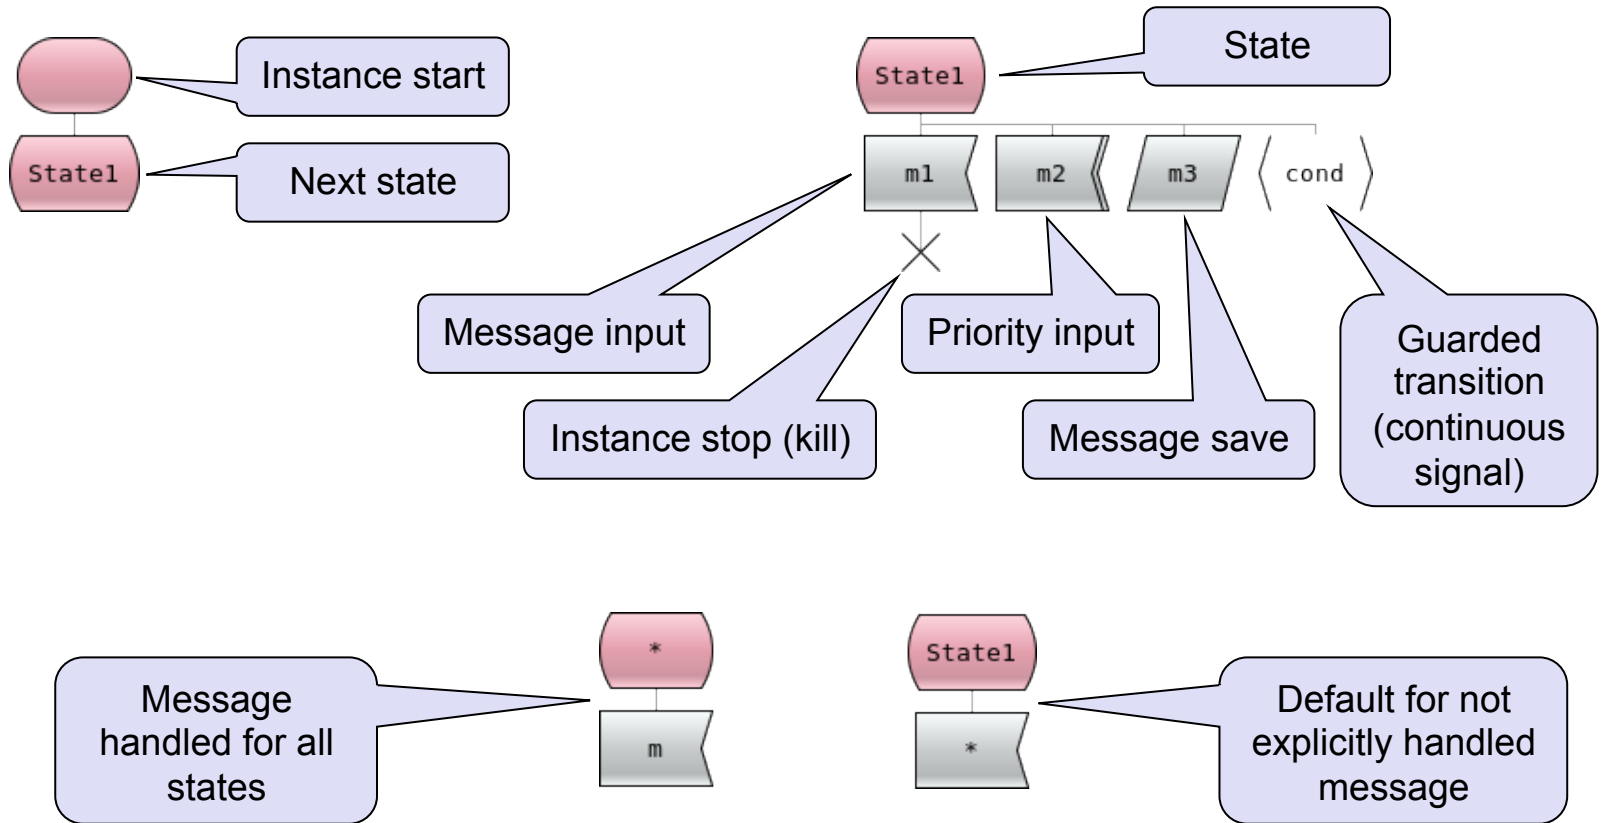 Instance start
State1
Next state
State
State1
m1
m2
m3
cond
Message input
Priority input
Instance stop (kill)
Message save
Guarded
transition
(continuous
signal)
*
m
Message
handled for all
states
State1
*
Default for not
explicitly handled
message